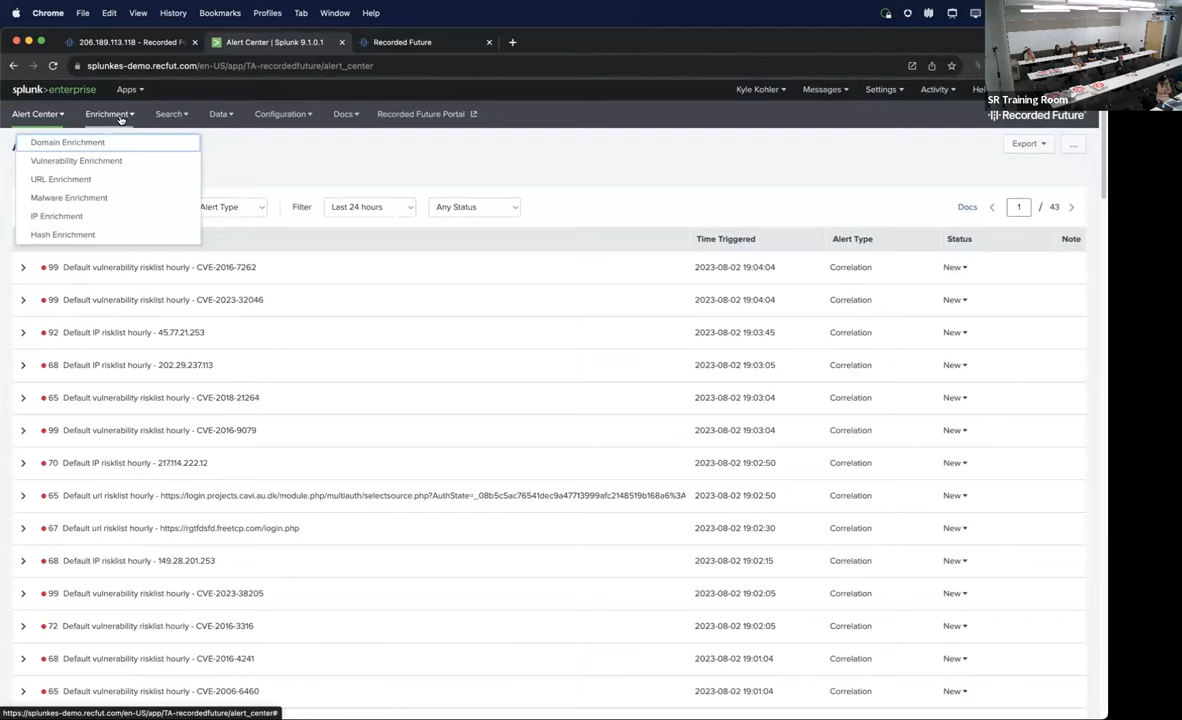 Chrome File Edit View History Bookmarks Profiles Tab Window Help
206.189.113.118 - Recorded Fu × Alert Center | Splunk 9.1.0.1 × Recorded Future × +
splunkes-demo.recfut.com/en-US/app/TA-recordedfuture/alert_center
splunk>enterprise Apps Kyle Kohler Messages Settings Activity
SR Training Room
Alert Center Enrichment Search Data Configuration Docs Recorded Future Portal
Recorded Future
Domain Enrichment
Export ...
Vulnerability Enrichment
URL Enrichment
Malware Enrichment
Alert Type Filter Last 24 hours Any Status Docs 1 / 43
IP Enrichment
Hash Enrichment
Time Triggered Alert Type Status Note
99 Default vulnerability risklist hourly - CVE-2016-7262 2023-08-02 19:04:04 Correlation New
99 Default vulnerability risklist hourly - CVE-2023-32046 2023-08-02 19:04:04 Correlation New
92 Default IP risklist hourly - 45.77.21.253 2023-08-02 19:03:45 Correlation New
68 Default IP risklist hourly - 202.29.237.113 2023-08-02 19:03:05 Correlation New
65 Default vulnerability risklist hourly - CVE-2018-21264 2023-08-02 19:03:04 Correlation New
99 Default vulnerability risklist hourly - CVE-2016-9079 2023-08-02 19:03:04 Correlation New
70 Default IP risklist hourly - 217.114.222.12 2023-08-02 19:02:50 Correlation New
65 Default url risklist hourly - https://login.projects.cavi.au.dk/module.php/multiauth/selectsource.php?AuthState=_08b5c5ac76541dec9a47713999afc2148519b168a6%3A 2023-08-02 19:02:50 Correlation New
67 Default url risklist hourly - https://rgtfdsfd.freetcp.com/login.php 2023-08-02 19:02:30 Correlation New
68 Default IP risklist hourly - 149.28.201.253 2023-08-02 19:02:15 Correlation New
99 Default vulnerability risklist hourly - CVE-2023-38205 2023-08-02 19:02:05 Correlation New
72 Default vulnerability risklist hourly - CVE-2016-3316 2023-08-02 19:02:05 Correlation New
68 Default vulnerability risklist hourly - CVE-2016-4241 2023-08-02 19:01:04 Correlation New
65 Default vulnerability risklist hourly - CVE-2006-6460 2023-08-02 19:01:04 Correlation New
https://splunkes-demo.recfut.com/en-US/app/TA-recordedfuture/alert_center#